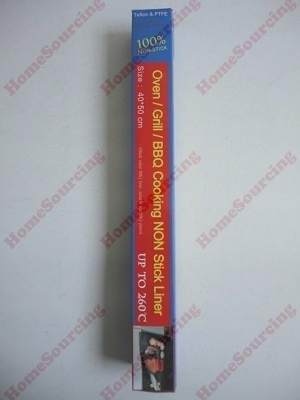 Teflon & PTFE
100%
NON-STICK
Oven / Grill / BBQ Cooking NON Stick Liner
Size : 40*50 cm
UP TO 260°C
HomeSourcing